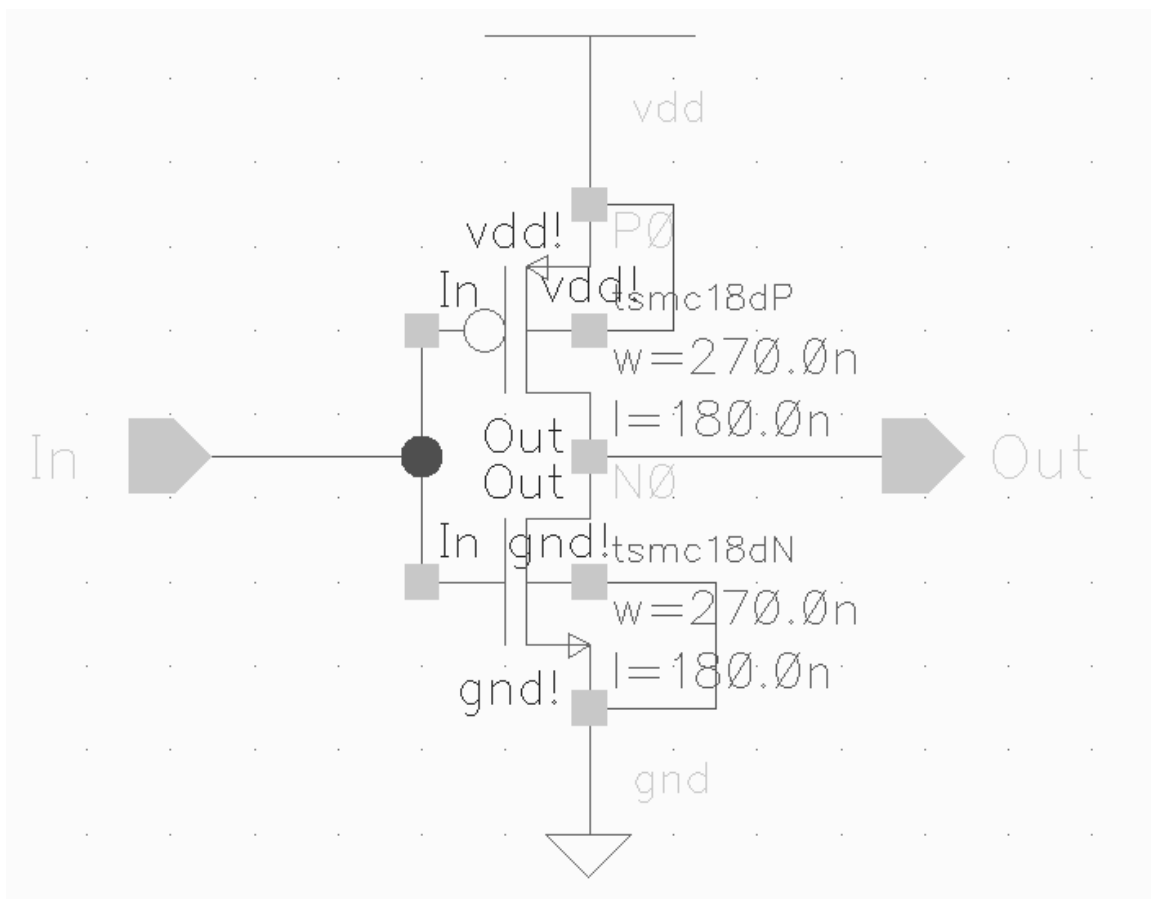 vdd
vdd!
P0
In
vdd!
tsmc18dP
w=270.0n
l=180.0n
Out
In
Out
Out
N0
In
gnd!
tsmc18dN
w=270.0n
l=180.0n
gnd!
gnd